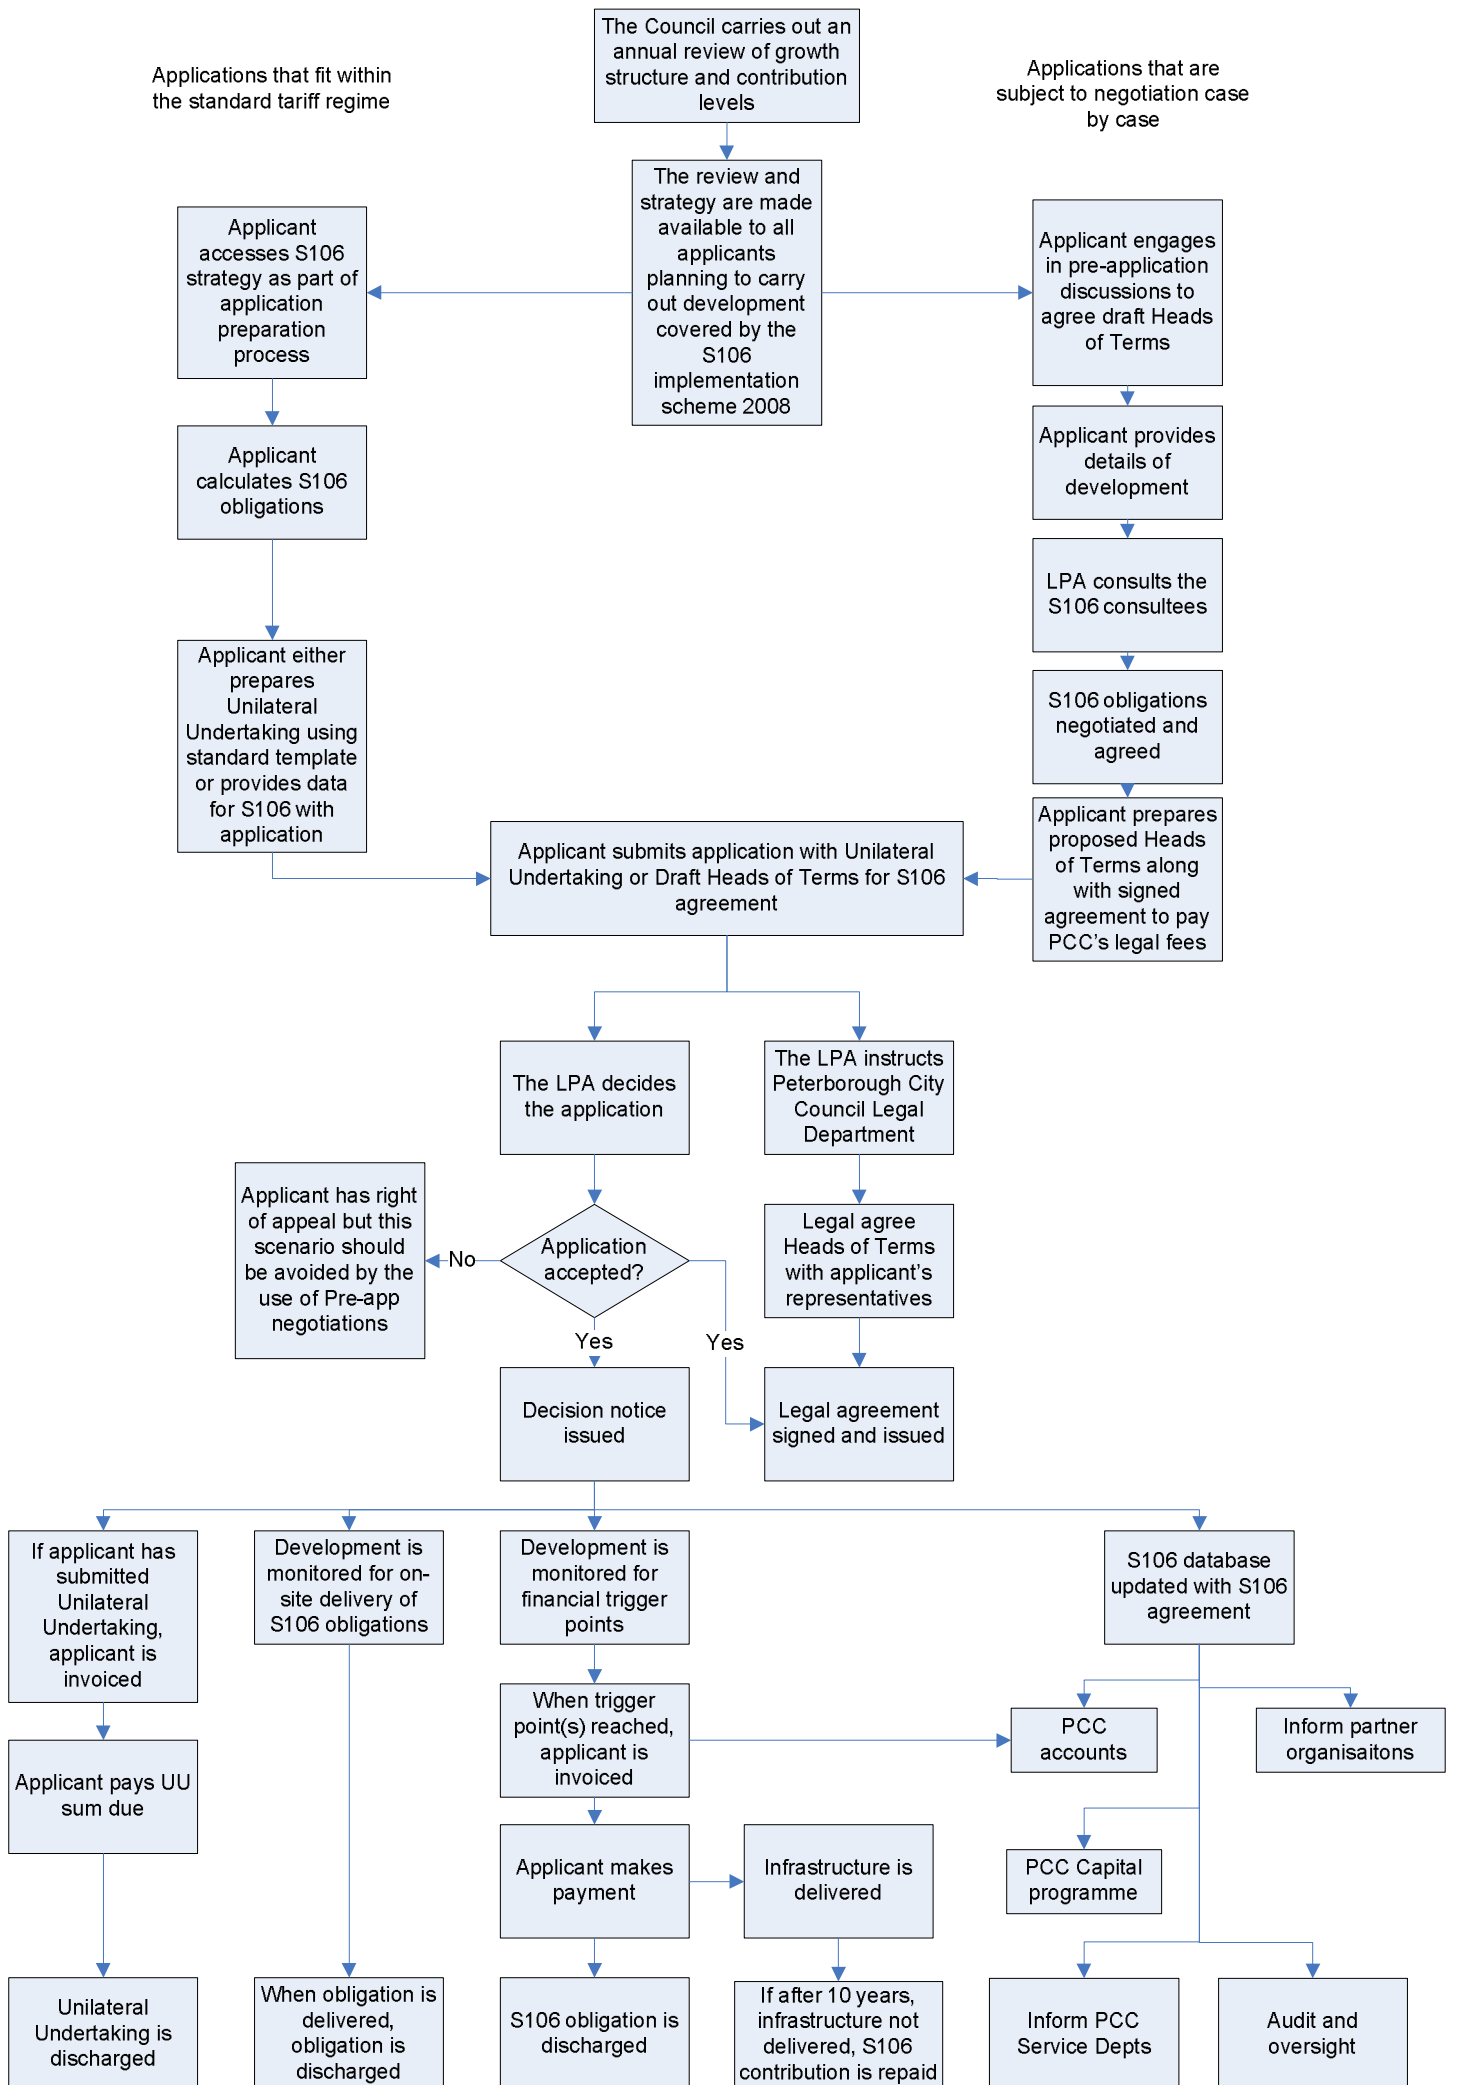 The Council carries out an
annual review of growth
structure and contribution
levels
Applications that fit within
the standard tariff regime
Applications that are
subject to negotiation case
by case
The review and
strategy are made
available to all
applicants
planning to carry
out development
covered by the
S106
implementation
scheme 2008
Applicant
accesses S106
strategy as part of
application
preparation
process
Applicant engages
in pre-application
discussions to
agree draft Heads
of Terms
Applicant
calculates S106
obligations
Applicant provides
details of
development
LPA consults the
S106 consultees
Applicant either
prepares
Unilateral
Undertaking using
standard template
or provides data
for S106 with
application
S106 obligations
negotiated and
agreed
Applicant prepares
proposed Heads
of Terms along
with signed
agreement to pay
PCC's legal fees
Applicant submits application with Unilateral
Undertaking or Draft Heads of Terms for S106
agreement
The LPA decides
the application
The LPA instructs
Peterborough City
Council Legal
Department
Applicant has right
of appeal but this
scenario should
be avoided by the
use of Pre-app
negotiations
No
Application
accepted?
Legal agree
Heads of Terms
with applicant's
representatives
Yes
Yes
Decision notice
issued
Legal agreement
signed and issued
If applicant has
submitted
Unilateral
Undertaking,
applicant is
invoiced
Development is
monitored for on-
site delivery of
S106 obligations
Development is
monitored for
financial trigger
points
S106 database
updated with S106
agreement
When trigger
point(s) reached,
applicant is
invoiced
PCC
accounts
Inform partner
organisaitons
Applicant pays UU
sum due
Applicant makes
payment
Infrastructure is
delivered
PCC Capital
programme
Unilateral
Undertaking is
discharged
When obligation is
delivered,
obligation is
discharged
S106 obligation is
discharged
If after 10 years,
infrastructure not
delivered, S106
contribution is repaid
Inform PCC
Service Depts
Audit and
oversight